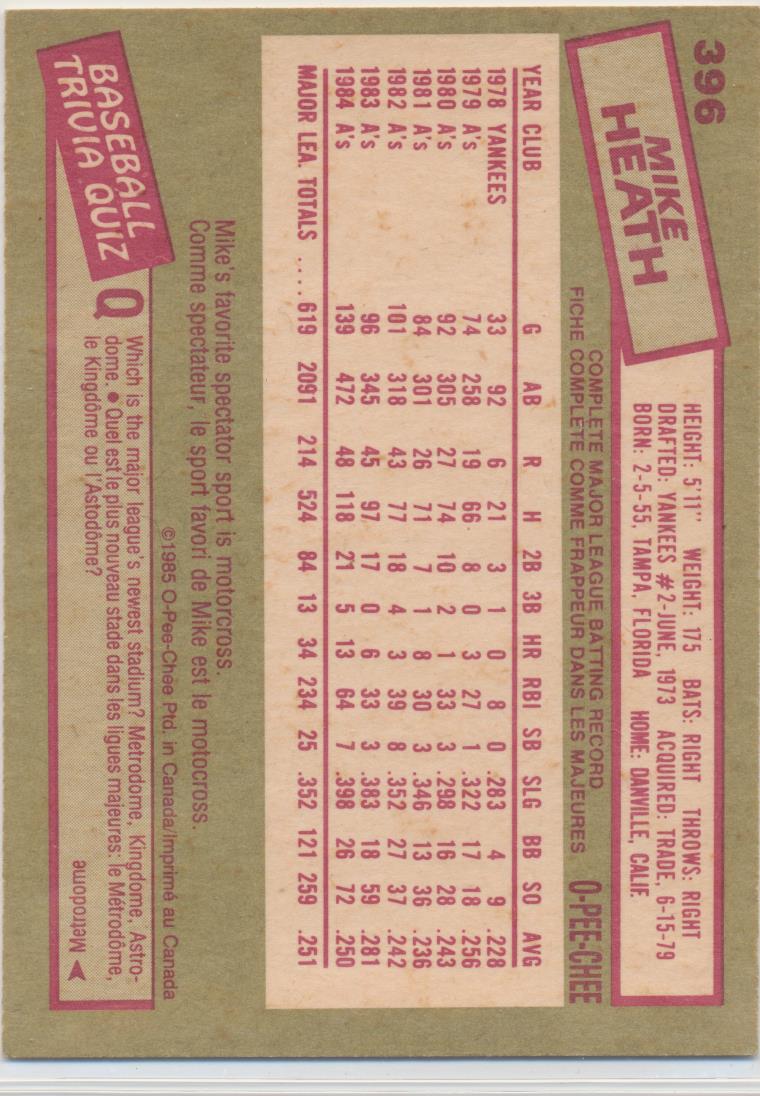 396
MIKE
HEATH
HEIGHT: 5'11" WEIGHT: 175 BATS: RIGHT THROWS: RIGHT
DRAFTED: YANKEES #2-JUNE, 1973 ACQUIRED: TRADE, 6-15-79
BORN: 2-5-55, TAMPA, FLORIDA HOME: DANVILLE, CALIF
COMPLETE MAJOR LEAGUE BATTING RECORD
FICHE COMPLETE COMME FRAPPEUR DANS LES MAJEURES
O-PEE-CHEE
YEAR CLUB G AB R H 2B 3B HR RBI SB SLG BB SO AVG
1978 YANKEES 33 92 6 21 3 1 0 8 0 .283 4 9 .228
1979 A's 74 258 19 66 8 0 3 27 1 .322 17 18 .256
1980 A's 92 305 27 74 10 2 1 33 3 .298 16 28 .243
1981 A's 84 301 26 71 7 1 8 30 3 .346 13 36 .236
1982 A's 101 318 43 77 18 4 3 39 8 .352 27 37 .242
1983 A's 96 345 45 97 17 0 6 33 3 .383 18 59 .281
1984 A's 139 472 48 118 21 5 13 64 7 .398 26 72 .250
MAJOR LEA. TOTALS .... 619 2091 214 524 84 13 34 234 25 .352 121 259 .251
Mike's favorite spectator sport is motorcross.
Comme spectateur, le sport favori de Mike est le motocross.
©1985 O-Pee-Chee Ptd. in Canada/Imprimé au Canada
BASEBALL
TRIVIA QUIZ
Q
Which is the major league's newest stadium? Metrodome, Kingdome, Astro-
dome. ● Quel est le plus nouveau stade dans les ligues majeures: le Métrodôme,
le Kingdôme ou l'Astodôme?
Metrodome